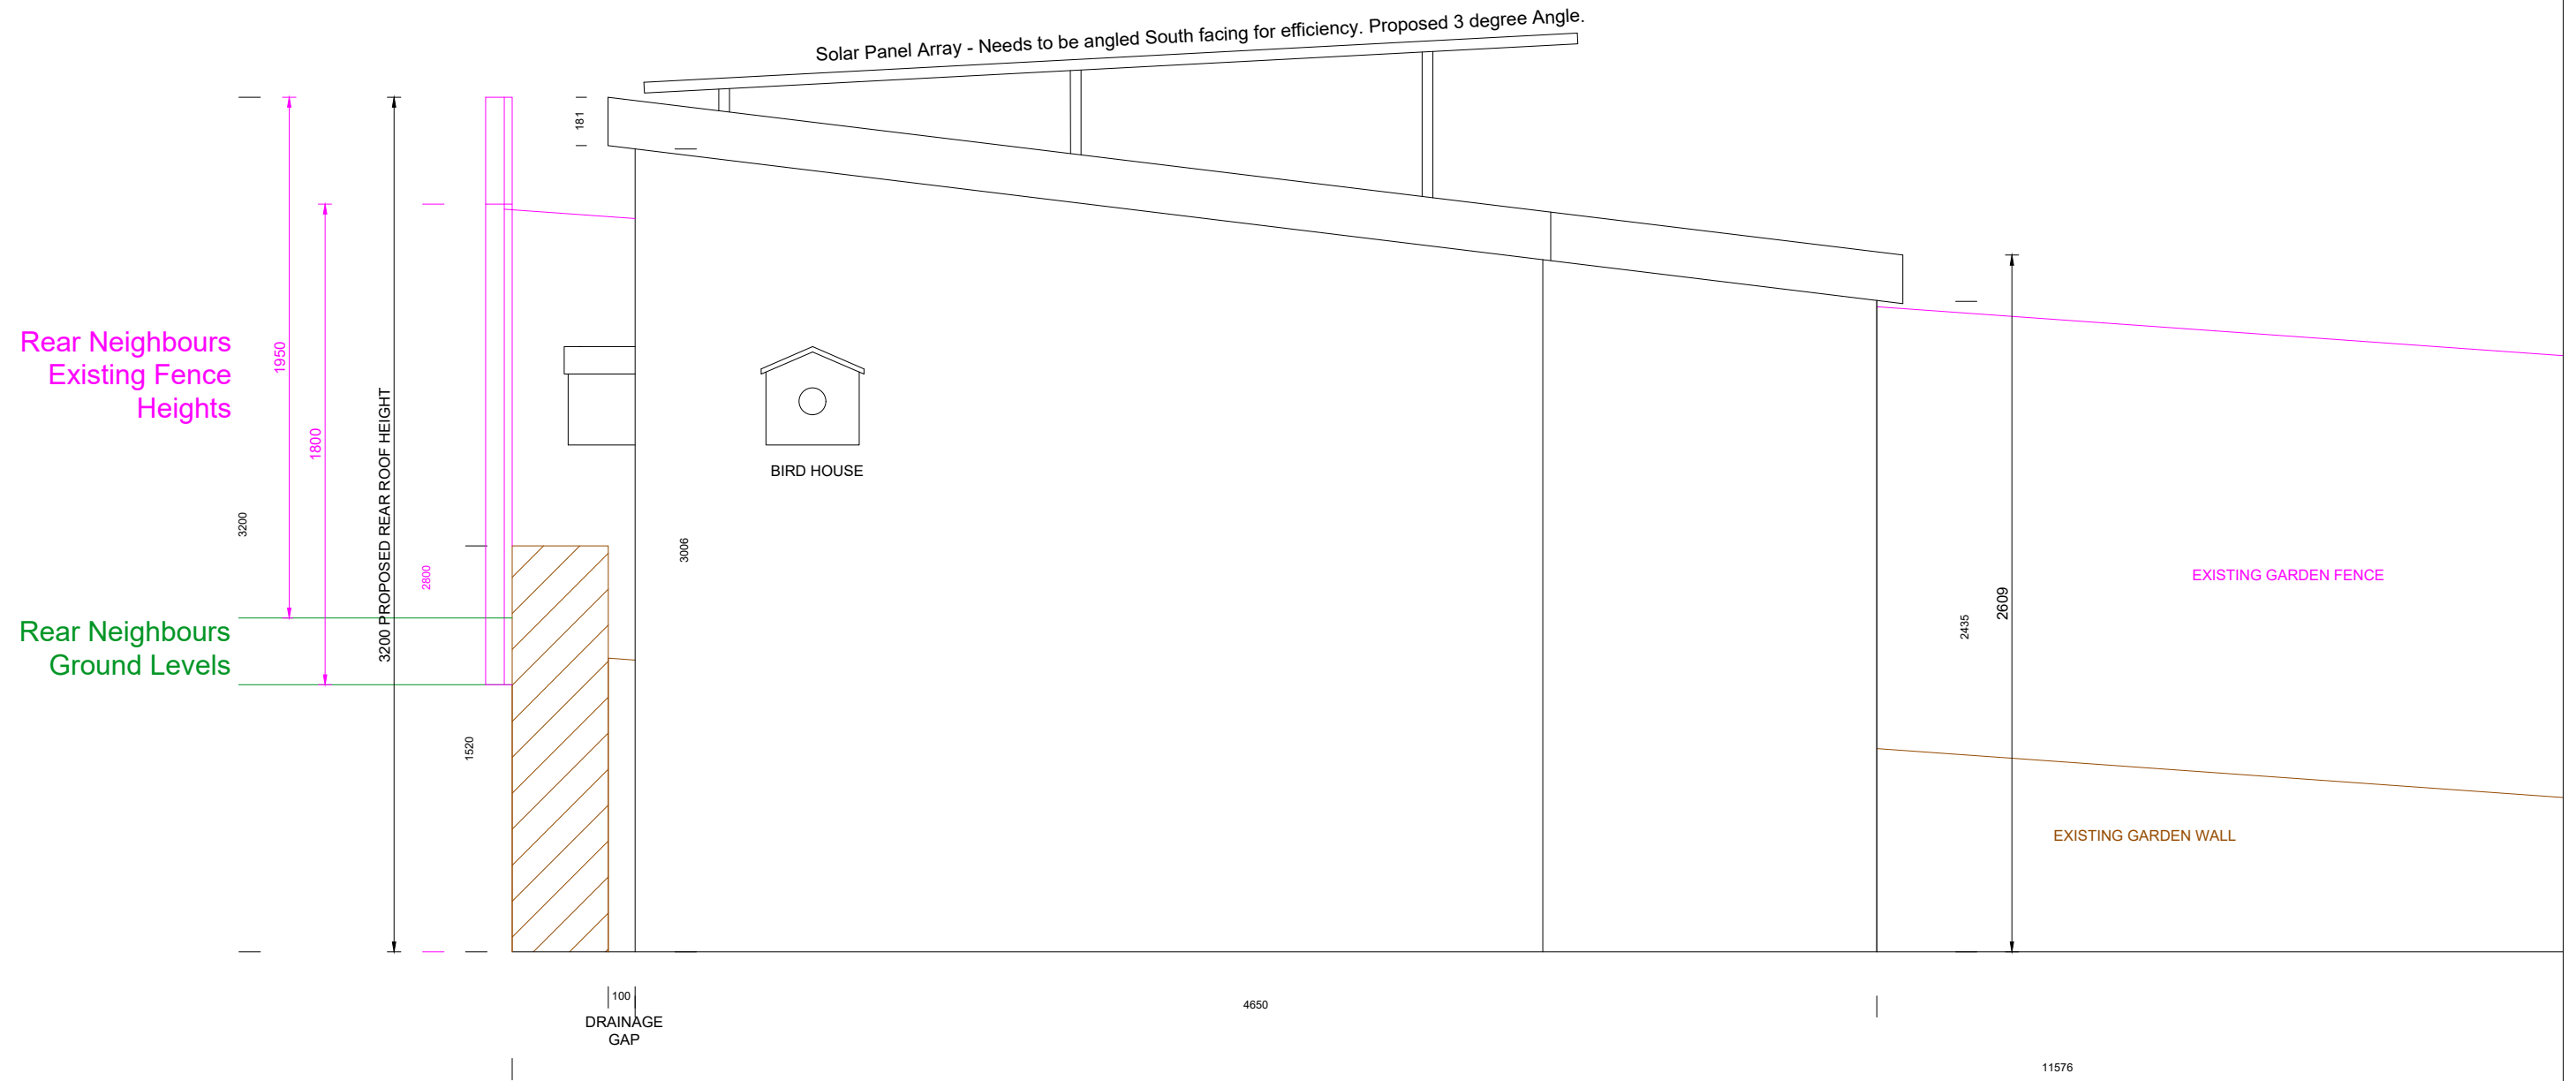 Solar Panel Array - Needs to be angled South facing for efficiency. Proposed 3 degree Angle.
181
Rear Neighbours
Existing Fence
Heights
1950
1800
3200
3200 PROPOSED REAR ROOF HEIGHT
2800
1520
Rear Neighbours
Ground Levels
BIRD HOUSE
3006
2435
2609
EXISTING GARDEN FENCE
EXISTING GARDEN WALL
100
DRAINAGE
GAP
4650
11576